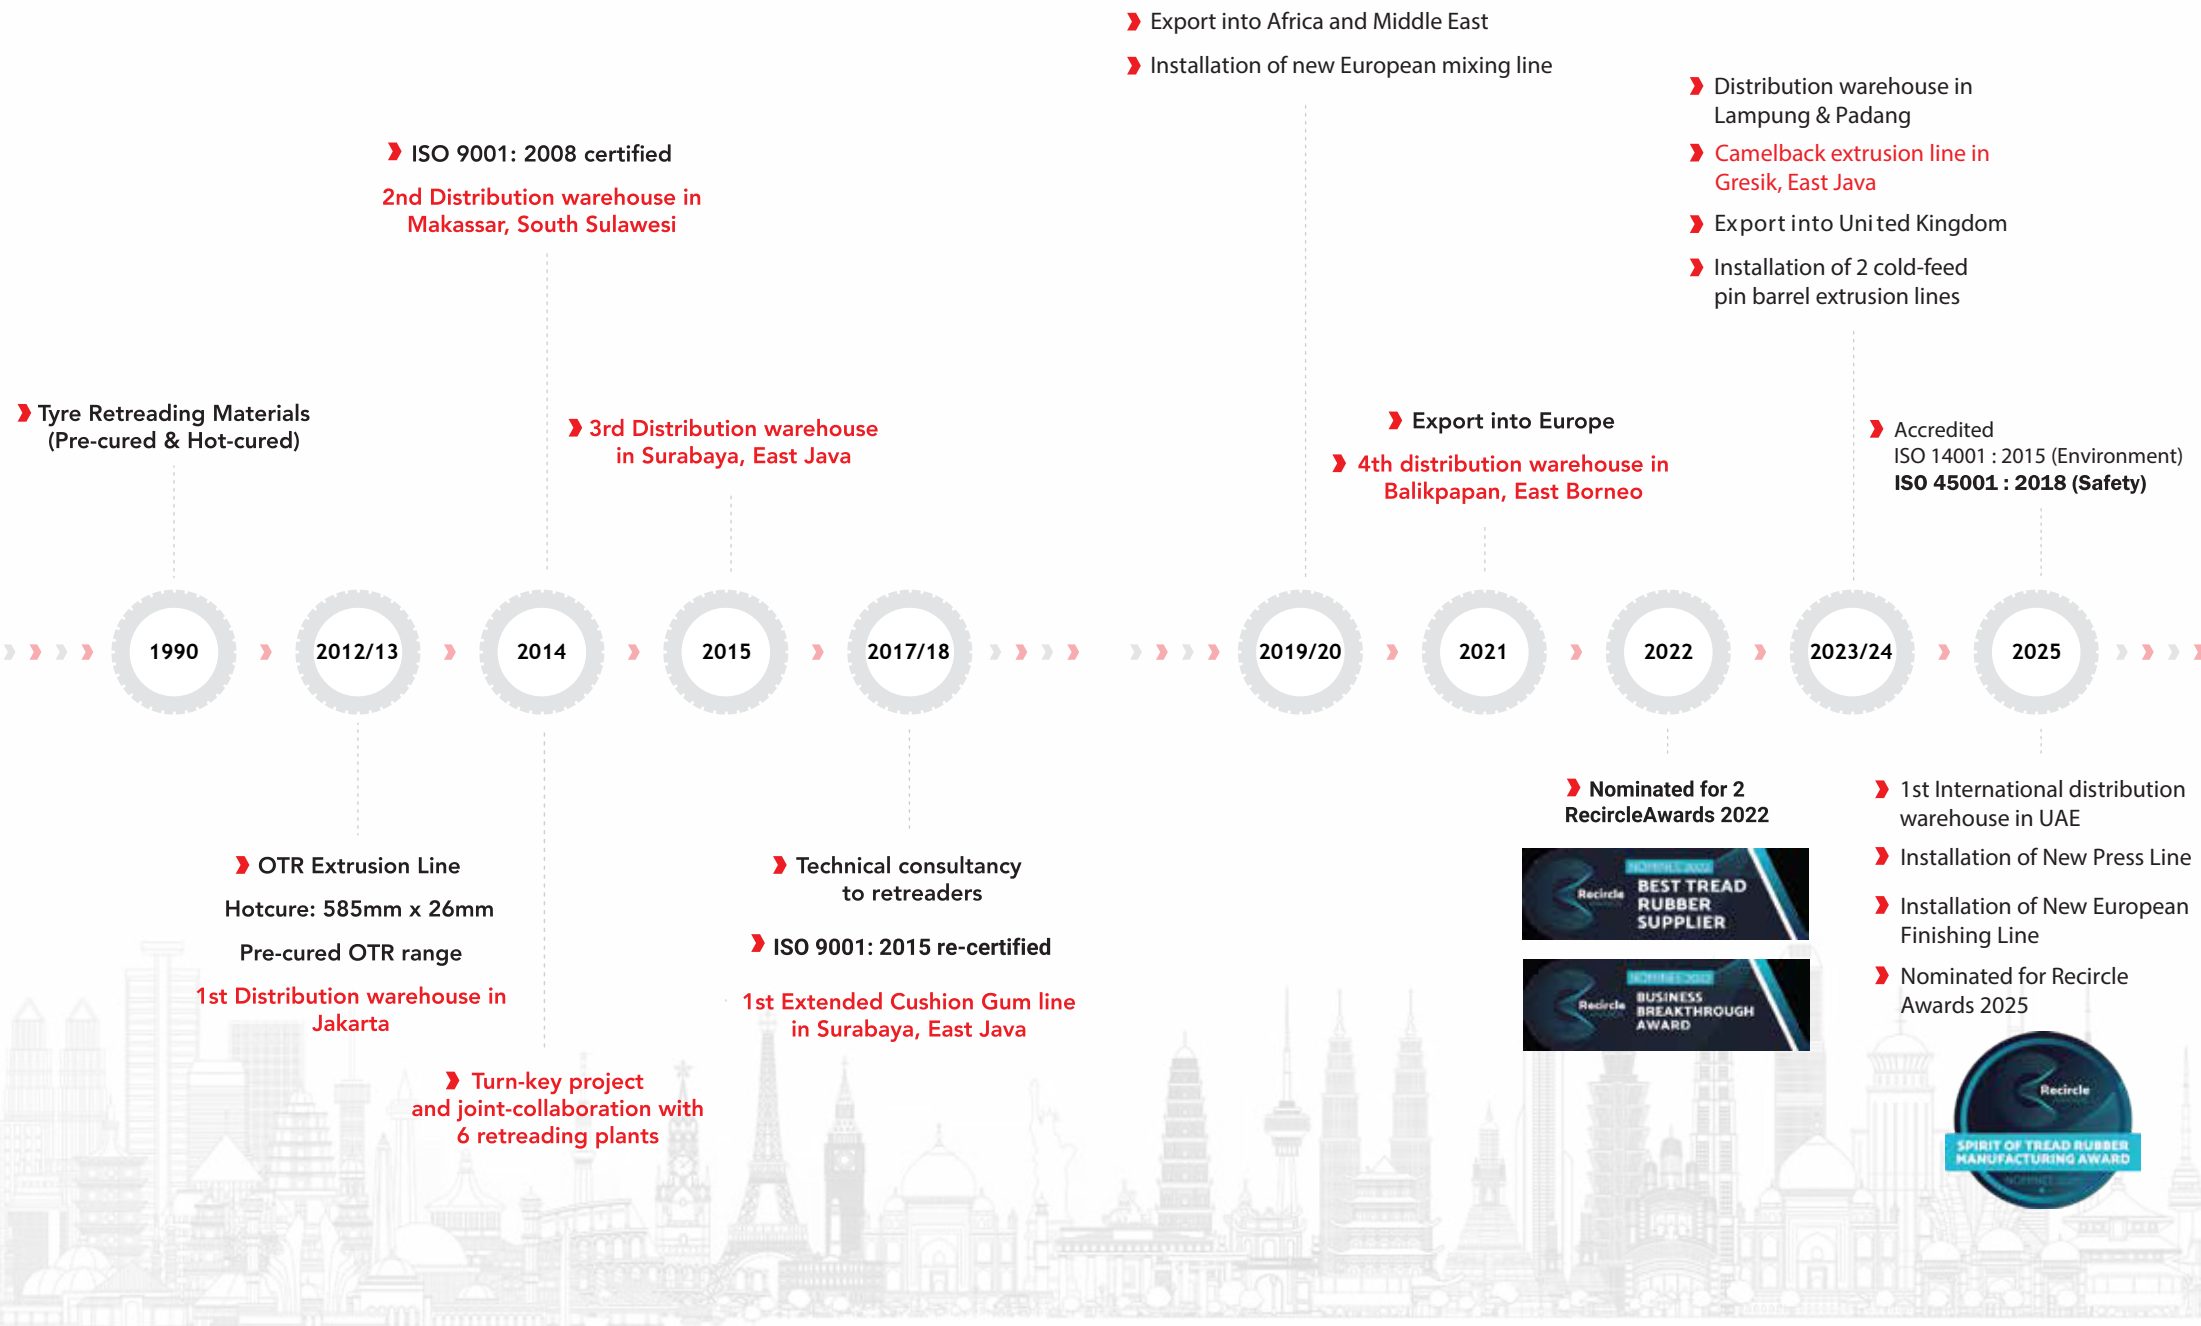 Export into Africa and Middle East
Installation of new European mixing line
Distribution warehouse in
Lampung & Padang
Camelback extrusion line in
Gresik, East Java
Export into United Kingdom
Installation of 2 cold-feed
pin barrel extrusion lines
ISO 9001: 2008 certified
2nd Distribution warehouse in
Makassar, South Sulawesi
Tyre Retreading Materials
(Pre-cured & Hot-cured)
3rd Distribution warehouse
in Surabaya, East Java
Export into Europe
4th distribution warehouse in
Balikpapan, East Borneo
Accredited
ISO 14001 : 2015 (Environment)
ISO 45001 : 2018 (Safety)
1990
2012/13
2014
2015
2017/18
2019/20
2021
2022
2023/24
2025
OTR Extrusion Line
Hotcure: 585mm x 26mm
Pre-cured OTR range
1st Distribution warehouse in
Jakarta
Turn-key project
and joint-collaboration with
6 retreading plants
Technical consultancy
to retreaders
ISO 9001: 2015 re-certified
1st Extended Cushion Gum line
in Surabaya, East Java
Nominated for 2
RecircleAwards 2022
NOMINEE 2022
Recircle
BEST TREAD
RUBBER
SUPPLIER
NOMINEE 2022
Recircle
BUSINESS
BREAKTHROUGH
AWARD
1st International distribution
warehouse in UAE
Installation of New Press Line
Installation of New European
Finishing Line
Nominated for Recircle
Awards 2025
Recircle
SPIRIT OF TREAD RUBBER
MANUFACTURING AWARD